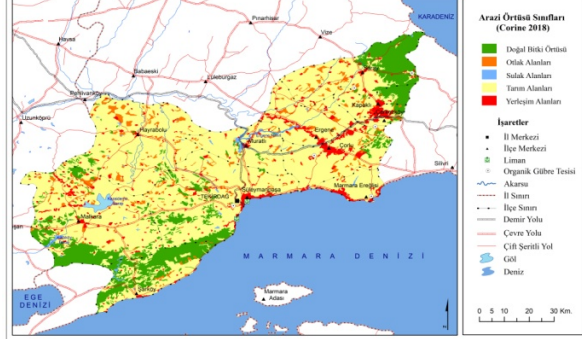 KARADENİZ
Pınarhisar
Vize
Havsa
Babaeski
Lüleburgaz
Pehlivanköy
Uzunköprü
Hayrabolu
Muratlı
Ergene
Çorlu
Kapaklı
Silivri
Marmara Ereğlisi
Süleymanpaşa
TEKİRDAĞ
Malkara
Şarköy
MARMARA DENİZİ
Marmara
Adası
EGE
DENİZİ
Arazi Örtüsü Sınıfları
(Corine 2018)
Doğal Bitki Örtüsü
Otlak Alanları
Sulak Alanları
Tarım Alanları
Yerleşim Alanları
İşaretler
İl Merkezi
İlçe Merkezi
Liman
Organik Gübre Tesisi
Akarsu
İl Sınırı
İlçe Sınırı
Demir Yolu
Çevre Yolu
Çift Şeritli Yol
Göl
Deniz
0 5 10 20 30 Km.